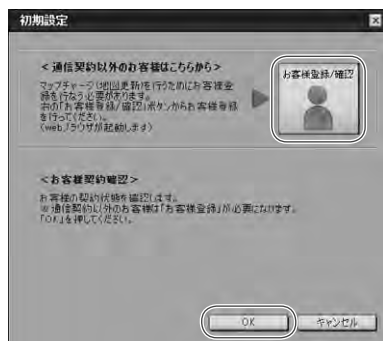 初期設定
＜通信契約以外のお客様はこちらから＞
マップチャージ（地図更新）を行うためにお客様登
録を行なう必要があります。
右の「お客様登録/確認」ボタンからお客様登録
を行ってください。
（webブラウザが起動します）
お客様登録/確認
＜お客様契約確認＞
お客様の契約状態を確認します。
※通信契約以外のお客様は「お客様登録」が必要になります。
「OK」を押してください。
OK
キャンセル